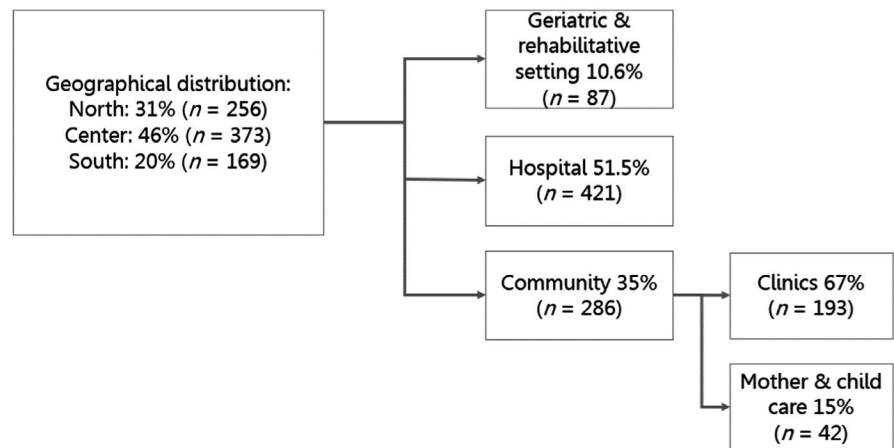 Geographical distribution:
North: 31% (n = 256)
Center: 46% (n = 373)
South: 20% (n = 169)
Geriatric &
rehabilitative
setting 10.6%
(n = 87)
Hospital 51.5%
(n = 421)
Community 35%
(n = 286)
Clinics 67%
(n = 193)
Mother & child
care 15%
(n = 42)